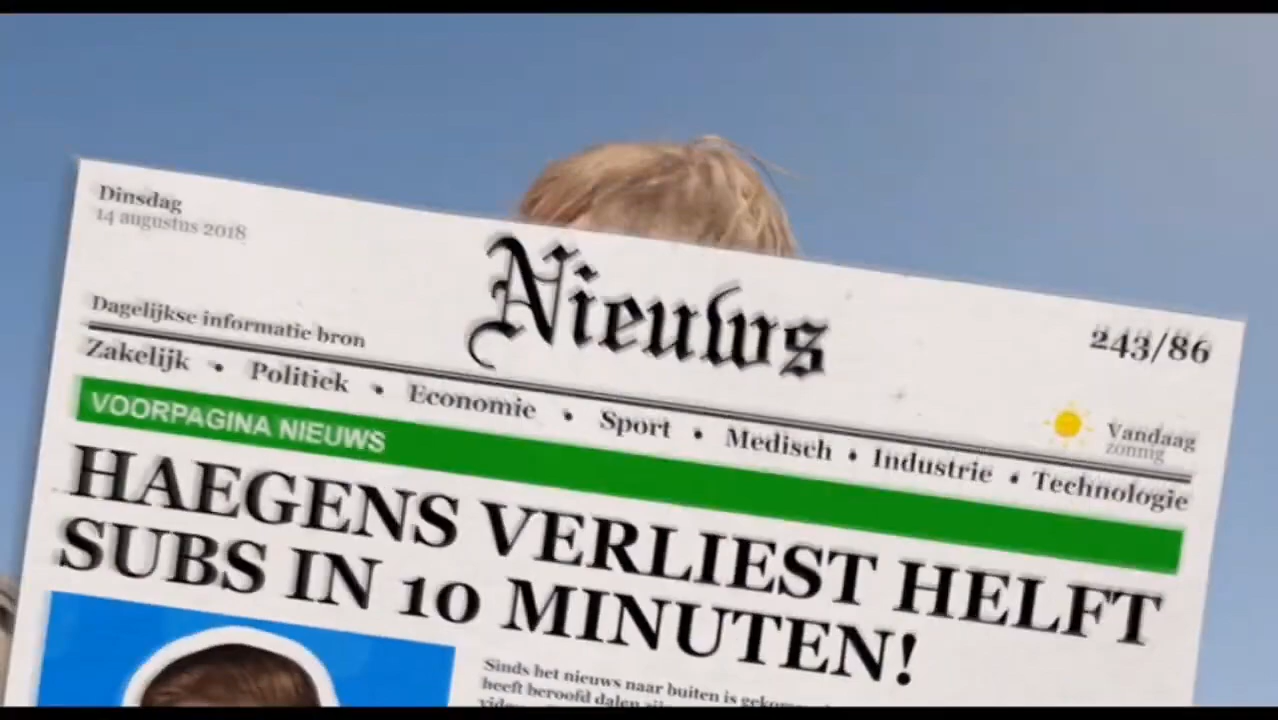 Dinsdag
14 augustus 2018
Nieuws
243/86
Dagelijkse informatie bron
Vandaag
zonnig
Zakelijk • Politiek • Economie • Sport • Medisch • Industrie • Technologie
VOORPAGINA NIEUWS
HAEGENS VERLIEST HELFT
SUBS IN 10 MINUTEN!
Sinds het nieuws naar buiten is
heeft beroofd dalen